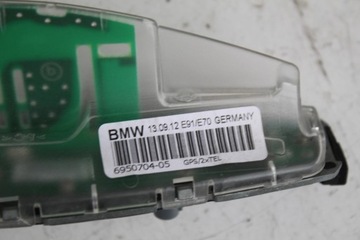 BMW 13.09.12 E91/E70 GERMANY
6950704-05 GPS/2xTEL